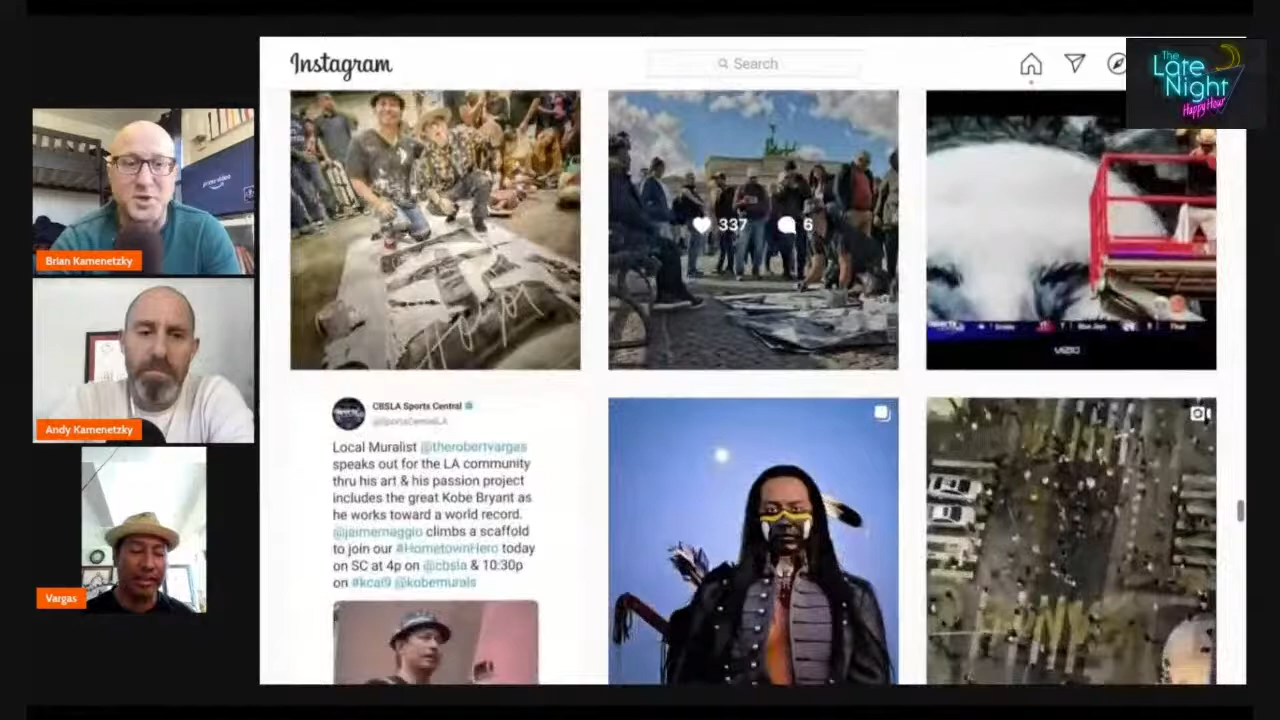 Instagram
Search
The
Late
Night
Happy Hour
prime video
Brian Kamenetzky
Andy Kamenetzky
Vargas
337
6
VIZIO
CBSLA Sports Central
@SportsCentralLA
Local Muralist @therobertvargas
speaks out for the LA community
thru his art & his passion project
includes the great Kobe Bryant as
he works toward a world record.
@jaimemaggio climbs a scaffold
to join our #HometownHero today
on SC at 4p on @cbsla & 10:30p
on #kcal9 @kobemurals